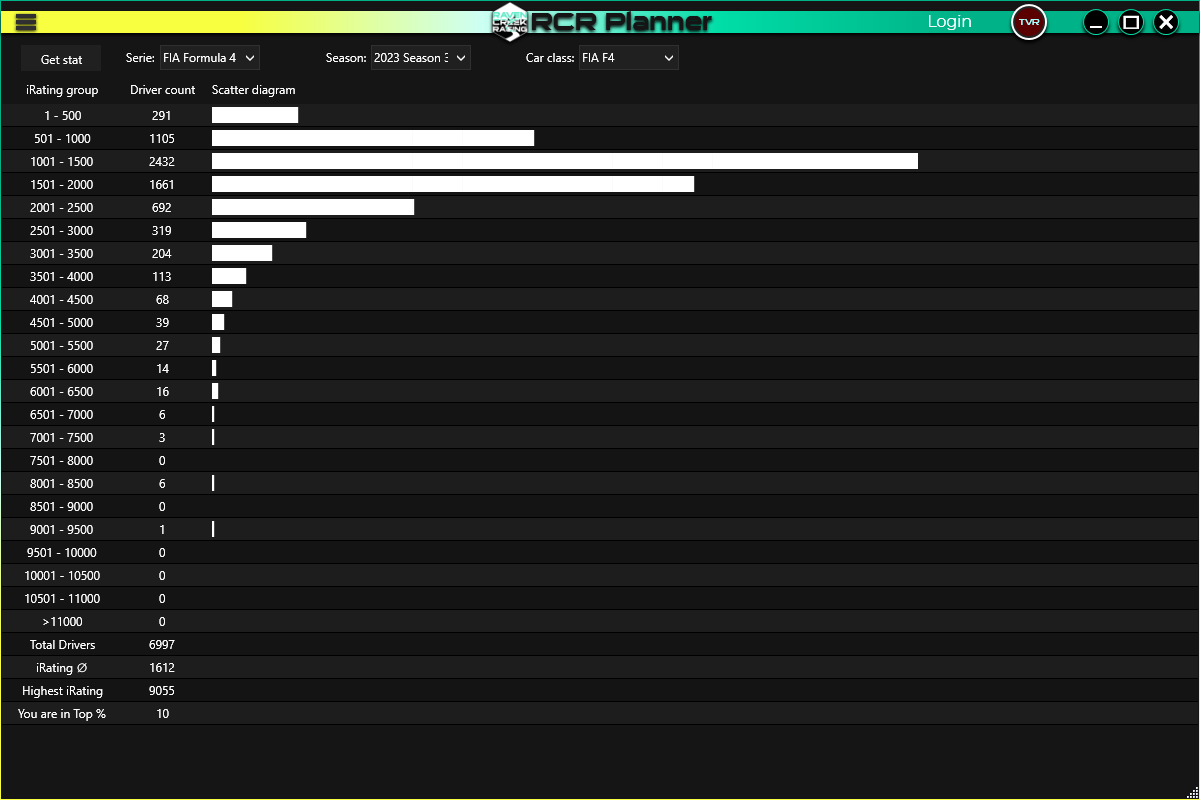 RAVEN
CREEK
RACING
RCR Planner
Login
TVR
Get stat
Serie: FIA Formula 4
Season: 2023 Season 3
Car class: FIA F4
iRating group Driver count Scatter diagram
1 - 500 291
501 - 1000 1105
1001 - 1500 2432
1501 - 2000 1661
2001 - 2500 692
2501 - 3000 319
3001 - 3500 204
3501 - 4000 113
4001 - 4500 68
4501 - 5000 39
5001 - 5500 27
5501 - 6000 14
6001 - 6500 16
6501 - 7000 6
7001 - 7500 3
7501 - 8000 0
8001 - 8500 6
8501 - 9000 0
9001 - 9500 1
9501 - 10000 0
10001 - 10500 0
10501 - 11000 0
>11000 0
Total Drivers 6997
iRating Ø 1612
Highest iRating 9055
You are in Top % 10